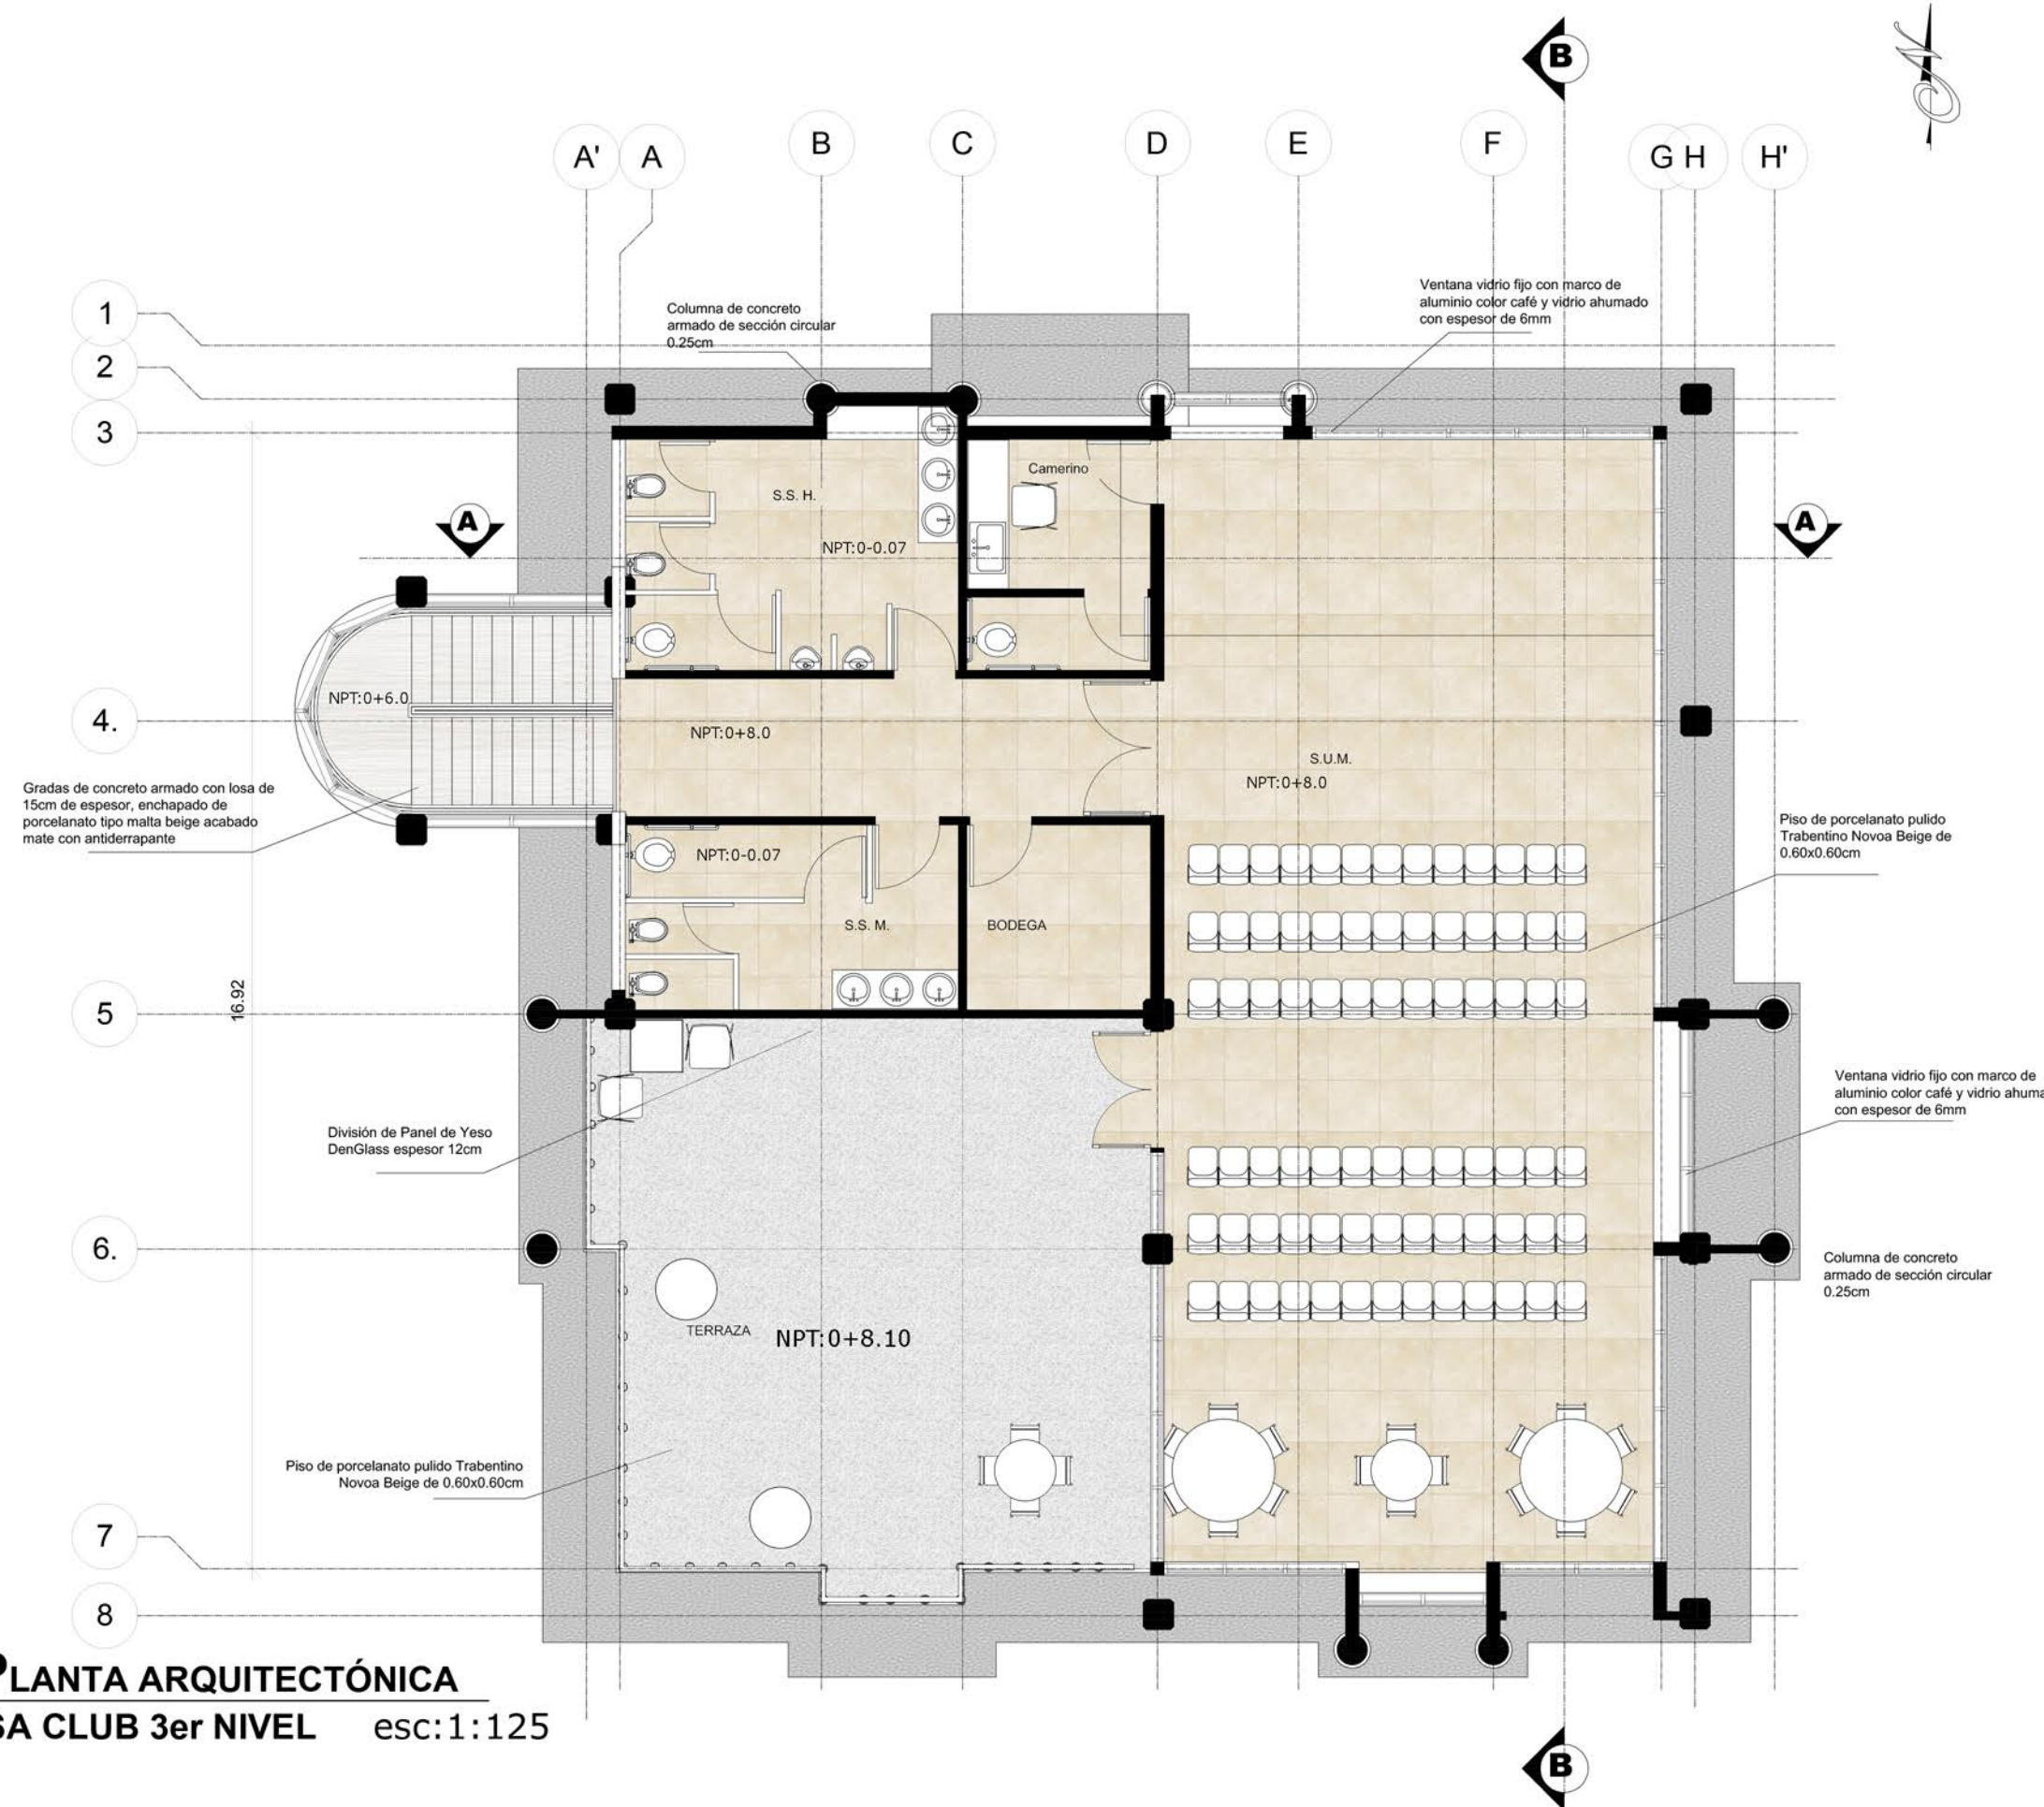 B
A'
A
B
C
D
E
F
G
H
H'
1
2
3
4.
5
6.
7
8
Columna de concreto
armado de sección circular
0.25cm
Ventana vidrio fijo con marco de
aluminio color café y vidrio ahumado
con espesor de 6mm
Camerino
S.S. H.
NPT:0-0.07
A
A
NPT:0+6.0
NPT:0+8.0
S.U.M.
NPT:0+8.0
Gradas de concreto armado con losa de
15cm de espesor, enchapado de
porcelanato tipo malta beige acabado
mate con antiderrapante
Piso de porcelanato pulido
Trabentino Novoa Beige de
0.60x0.60cm
NPT:0-0.07
S.S. M.
BODEGA
16.92
Ventana vidrio fijo con marco de
aluminio color café y vidrio ahuma
con espesor de 6mm
División de Panel de Yeso
DenGlass espesor 12cm
Columna de concreto
armado de sección circular
0.25cm
TERRAZA
NPT:0+8.10
Piso de porcelanato pulido Trabentino
Novoa Beige de 0.60x0.60cm
PLANTA ARQUITECTÓNICA
SA CLUB 3er NIVEL esc:1:125
B